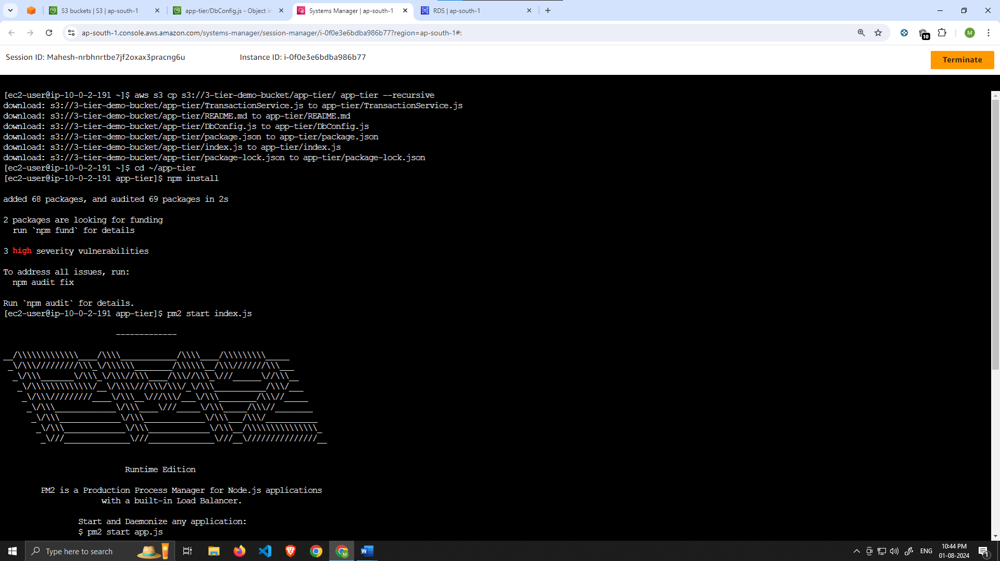 S3 buckets | S3 | ap-south-1
app-tier/DbConfig.js - Object in
Systems Manager | ap-south-1
RDS | ap-south-1
ap-south-1.console.aws.amazon.com/systems-manager/session-manager/i-0f0e3e6bdba986b77?region=ap-south-1#:
10
M
Session ID: Mahesh-nrbhnrtbe7jf2oxax3pracng6u
Instance ID: i-0f0e3e6bdba986b77
Terminate
[ec2-user@ip-10-0-2-191 ~]$ aws s3 cp s3://3-tier-demo-bucket/app-tier/ app-tier --recursive
download: s3://3-tier-demo-bucket/app-tier/TransactionService.js to app-tier/TransactionService.js
download: s3://3-tier-demo-bucket/app-tier/README.md to app-tier/README.md
download: s3://3-tier-demo-bucket/app-tier/DbConfig.js to app-tier/DbConfig.js
download: s3://3-tier-demo-bucket/app-tier/package.json to app-tier/package.json
download: s3://3-tier-demo-bucket/app-tier/index.js to app-tier/index.js
download: s3://3-tier-demo-bucket/app-tier/package-lock.json to app-tier/package-lock.json
[ec2-user@ip-10-0-2-191 ~]$ cd ~/app-tier
[ec2-user@ip-10-0-2-191 app-tier]$ npm install
added 68 packages, and audited 69 packages in 2s
2 packages are looking for funding
run `npm fund` for details
3 high severity vulnerabilities
To address all issues, run:
npm audit fix
Run `npm audit` for details.
[ec2-user@ip-10-0-2-191 app-tier]$ pm2 start index.js
-------------
__/\\\\\\\\\\\\\____/\\\\____________/\\\\____/\\\\\\\\\_____
_\/\\\/////////\\\_\/\\\\\\________/\\\\\\__/\\\///////\\\___
_\/\\\_______\/\\\_\/\\\//\\\____/\\\//\\\_\///______\//\\\__
_\/\\\\\\\\\\\\\/__\/\\\\///\\\/\\\/_\/\\\___________/\\\/___
_\/\\\/////////____\/\\\__\///\\\/___\/\\\________/\\\//_____
_\/\\\_____________\/\\\____\///_____\/\\\_____/\\\//________
_\/\\\_____________\/\\\_____________\/\\\___/\\\/___________
_\/\\\_____________\/\\\_____________\/\\\__/\\\\\\\\\\\\\\\_
_\///______________\///______________\///__\///////////////__
Runtime Edition
PM2 is a Production Process Manager for Node.js applications
with a built-in Load Balancer.
Start and Daemonize any application:
$ pm2 start app.js
Type here to search
M
W
ENG
10:44 PM
01-08-2024
1